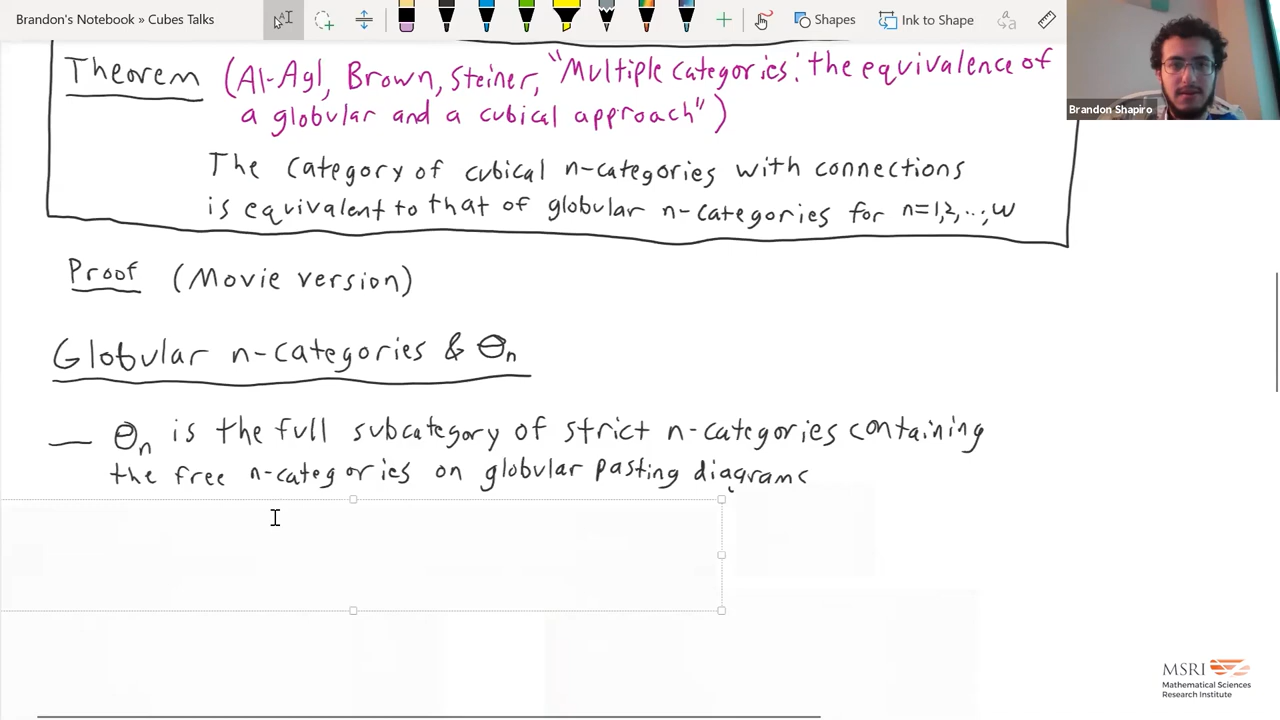 Brandon's Notebook » Cubes Talks
Shapes
Ink to Shape
Brandon Shapiro
Theorem (Al-Agl, Brown, Steiner, "Multiple categories: the equivalence of
a globular and a cubical approach")
The category of cubical n-categories with connections
is equivalent to that of globular n-categories for n=1,2,...,ω
Proof (Movie version)
Globular n-categories & Θn
— Θn is the full subcategory of strict n-categories containing
the free n-categories on globular pasting diagrams
MSRI
Mathematical Sciences
Research Institute